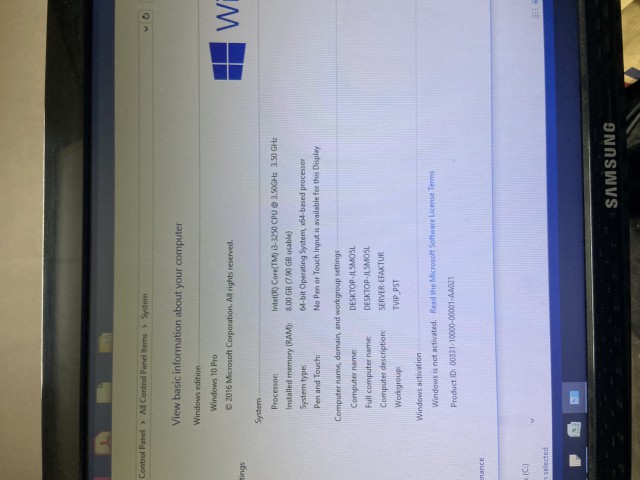 Control Panel > All Control Panel Items > System
View basic information about your computer
Windows edition
Windows 10 Pro
© 2016 Microsoft Corporation. All rights reserved.
Wi
System
Processor: Intel(R) Core(TM) i3-3250 CPU @ 3.50GHz 3.50 GHz
Installed memory (RAM): 8.00 GB (7.90 GB usable)
System type: 64-bit Operating System, x64-based processor
Pen and Touch: No Pen or Touch Input is available for this Display
Computer name, domain, and workgroup settings
Computer name: DESKTOP-JL5MO5L
Full computer name: DESKTOP-JL5MO5L
Computer description: SERVER-EFAKTUR
Workgroup: TVIP_PST
Windows activation
Windows is not activated. Read the Microsoft Software License Terms
Product ID: 00331-10000-00001-AA021
tings
nance
(C:)
selected
SAMSUNG